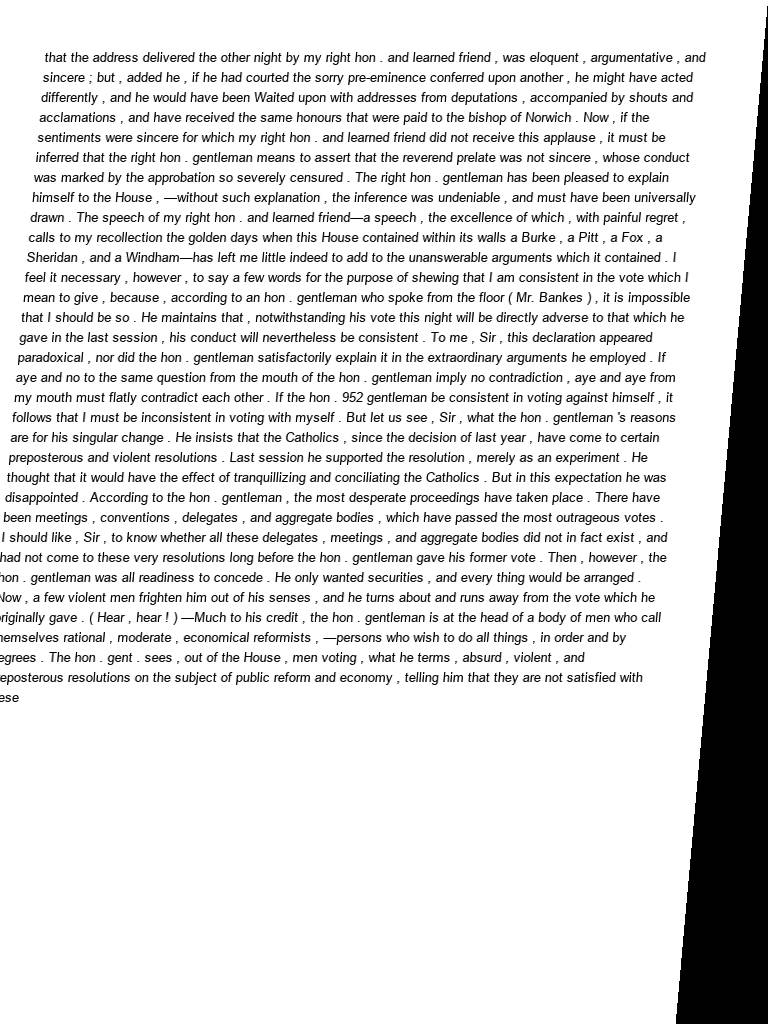 that the address delivered the other night by my right hon . and learned friend , was eloquent , argumentative , and
sincere ; but , added he , if he had courted the sorry pre-eminence conferred upon another , he might have acted
differently , and he would have been Waited upon with addresses from deputations , accompanied by shouts and
acclamations , and have received the same honours that were paid to the bishop of Norwich . Now , if the
sentiments were sincere for which my right hon . and learned friend did not receive this applause , it must be
inferred that the right hon . gentleman means to assert that the reverend prelate was not sincere , whose conduct
was marked by the approbation so severely censured . The right hon . gentleman has been pleased to explain
himself to the House , —without such explanation , the inference was undeniable , and must have been universally
drawn . The speech of my right hon . and learned friend—a speech , the excellence of which , with painful regret ,
calls to my recollection the golden days when this House contained within its walls a Burke , a Pitt , a Fox , a
Sheridan , and a Windham—has left me little indeed to add to the unanswerable arguments which it contained . I
feel it necessary , however , to say a few words for the purpose of shewing that I am consistent in the vote which I
mean to give , because , according to an hon . gentleman who spoke from the floor ( Mr. Bankes ) , it is impossible
that I should be so . He maintains that , notwithstanding his vote this night will be directly adverse to that which he
gave in the last session , his conduct will nevertheless be consistent . To me , Sir , this declaration appeared
paradoxical , nor did the hon . gentleman satisfactorily explain it in the extraordinary arguments he employed . If
aye and no to the same question from the mouth of the hon . gentleman imply no contradiction , aye and aye from
my mouth must flatly contradict each other . If the hon . 952 gentleman be consistent in voting against himself , it
follows that I must be inconsistent in voting with myself . But let us see , Sir , what the hon . gentleman 's reasons
are for his singular change . He insists that the Catholics , since the decision of last year , have come to certain
preposterous and violent resolutions . Last session he supported the resolution , merely as an experiment . He
thought that it would have the effect of tranquillizing and conciliating the Catholics . But in this expectation he was
disappointed . According to the hon . gentleman , the most desperate proceedings have taken place . There have
been meetings , conventions , delegates , and aggregate bodies , which have passed the most outrageous votes .
I should like , Sir , to know whether all these delegates , meetings , and aggregate bodies did not in fact exist , and
had not come to these very resolutions long before the hon . gentleman gave his former vote . Then , however , the
hon . gentleman was all readiness to concede . He only wanted securities , and every thing would be arranged .
Now , a few violent men frighten him out of his senses , and he turns about and runs away from the vote which he
originally gave . ( Hear , hear ! ) —Much to his credit , the hon . gentleman is at the head of a body of men who call
hemselves rational , moderate , economical reformists , —persons who wish to do all things , in order and by
egrees . The hon . gent . sees , out of the House , men voting , what he terms , absurd , violent , and
eposterous resolutions on the subject of public reform and economy , telling him that they are not satisfied with
ese